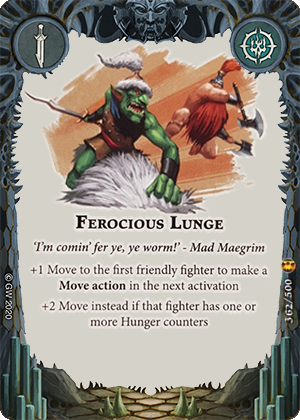 FEROCIOUS LUNGE
'I'm comin' fer ye, ye worm!' - Mad Maegrim
+1 Move to the first friendly fighter to make a
Move action in the next activation
+2 Move instead if that fighter has one or
more Hunger counters
© GW 2020
362/500